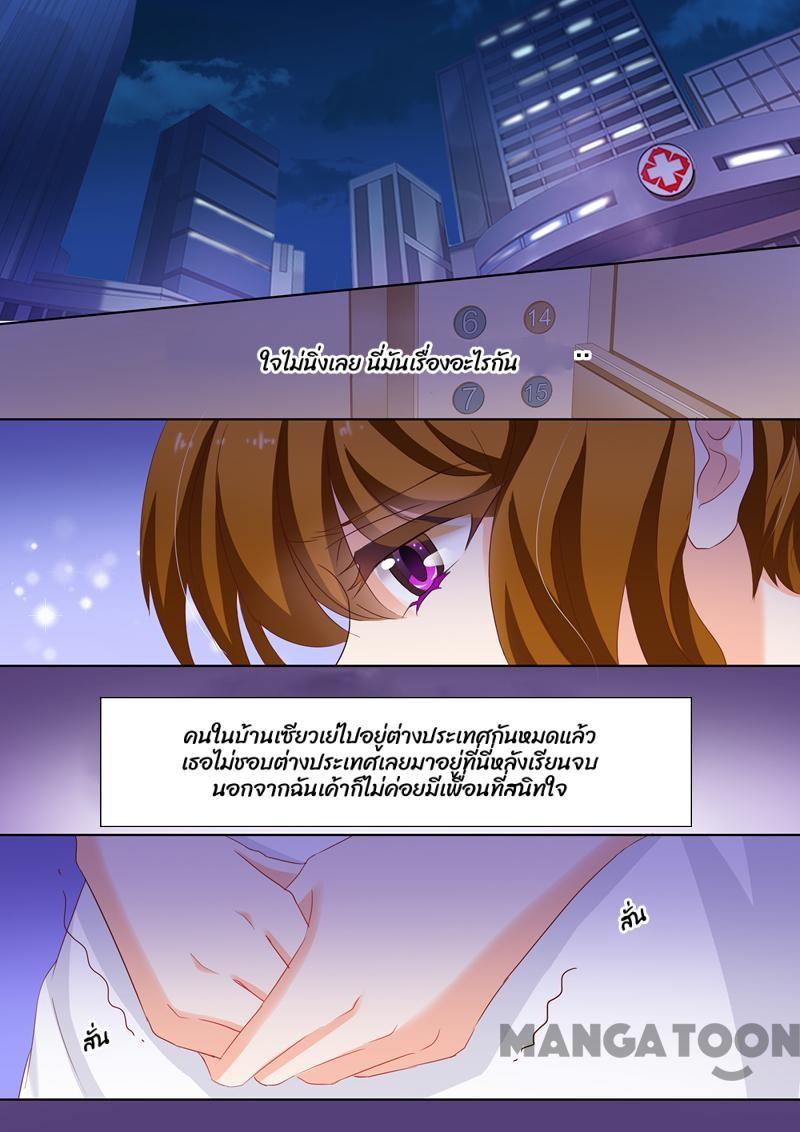 6 14
ใจไม่นิ่งเลย นี่มันเรื่องอะไรกัน ..
7 15
คนในบ้านเซียวเย่ไปอยู่ต่างประเทศกันหมดแล้ว
เธอไม่ชอบต่างประเทศเลยมาอยู่ที่นี่หลังเรียนจบ
นอกจากฉันเค้าก็ไม่ค่อยมีเพื่อนที่สนิทใจ
สั่น
สั่น
MANGATOON